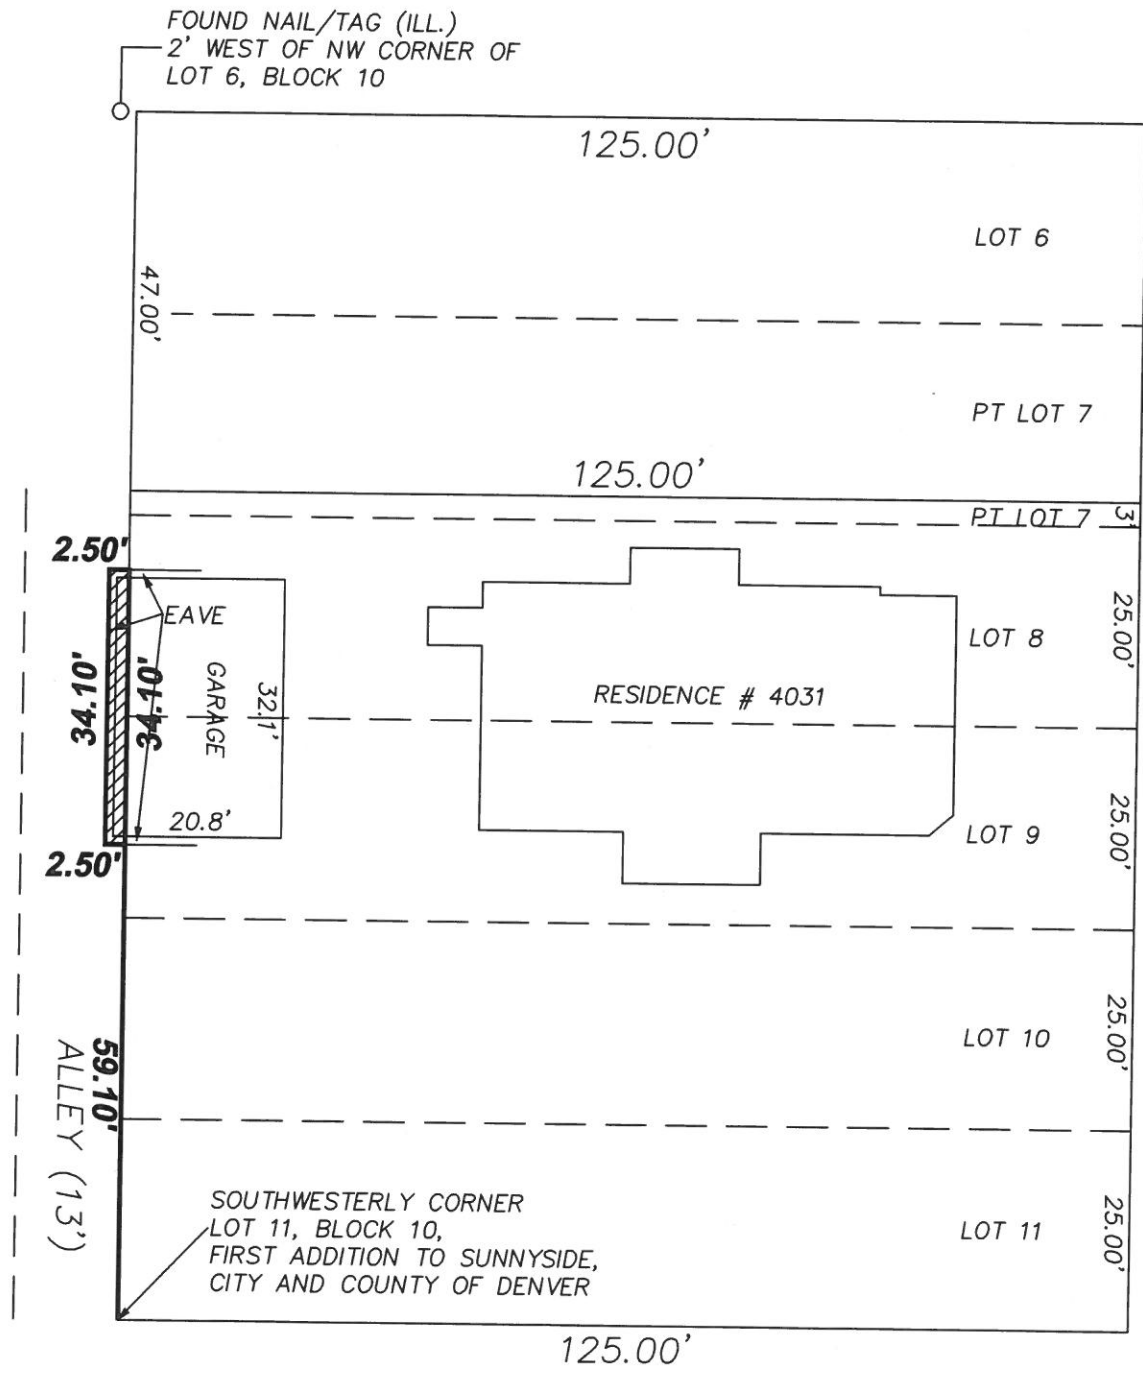 FOUND NAIL/TAG (ILL.)
2' WEST OF NW CORNER OF
LOT 6, BLOCK 10
125.00'
LOT 6
47.00'
PT LOT 7
125.00'
PT LOT 7
3'
2.50'
EAVE
34.10'
34.10'
GARAGE
32.1'
20.8'
2.50'
RESIDENCE # 4031
LOT 8
25.00'
LOT 9
25.00'
LOT 10
25.00'
59.10'
ALLEY (13')
SOUTHWESTERLY CORNER
LOT 11, BLOCK 10,
FIRST ADDITION TO SUNNYSIDE,
CITY AND COUNTY OF DENVER
LOT 11
25.00'
125.00'